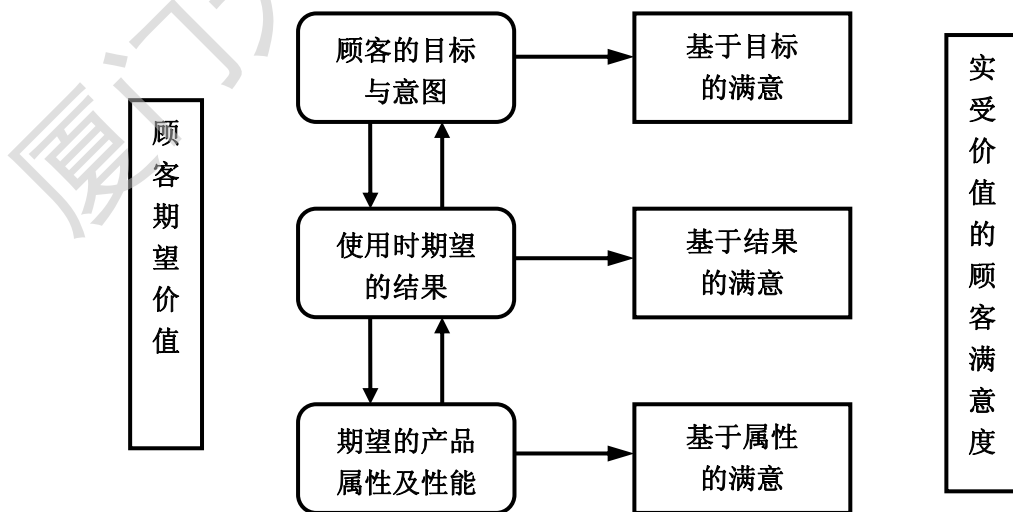 顾客的目标
与意图
基于目标
的满意
顾客期望价值
使用时期望
的结果
基于结果
的满意
实受价值的顾客满意度
期望的产品
属性及性能
基于属性
的满意
厦门